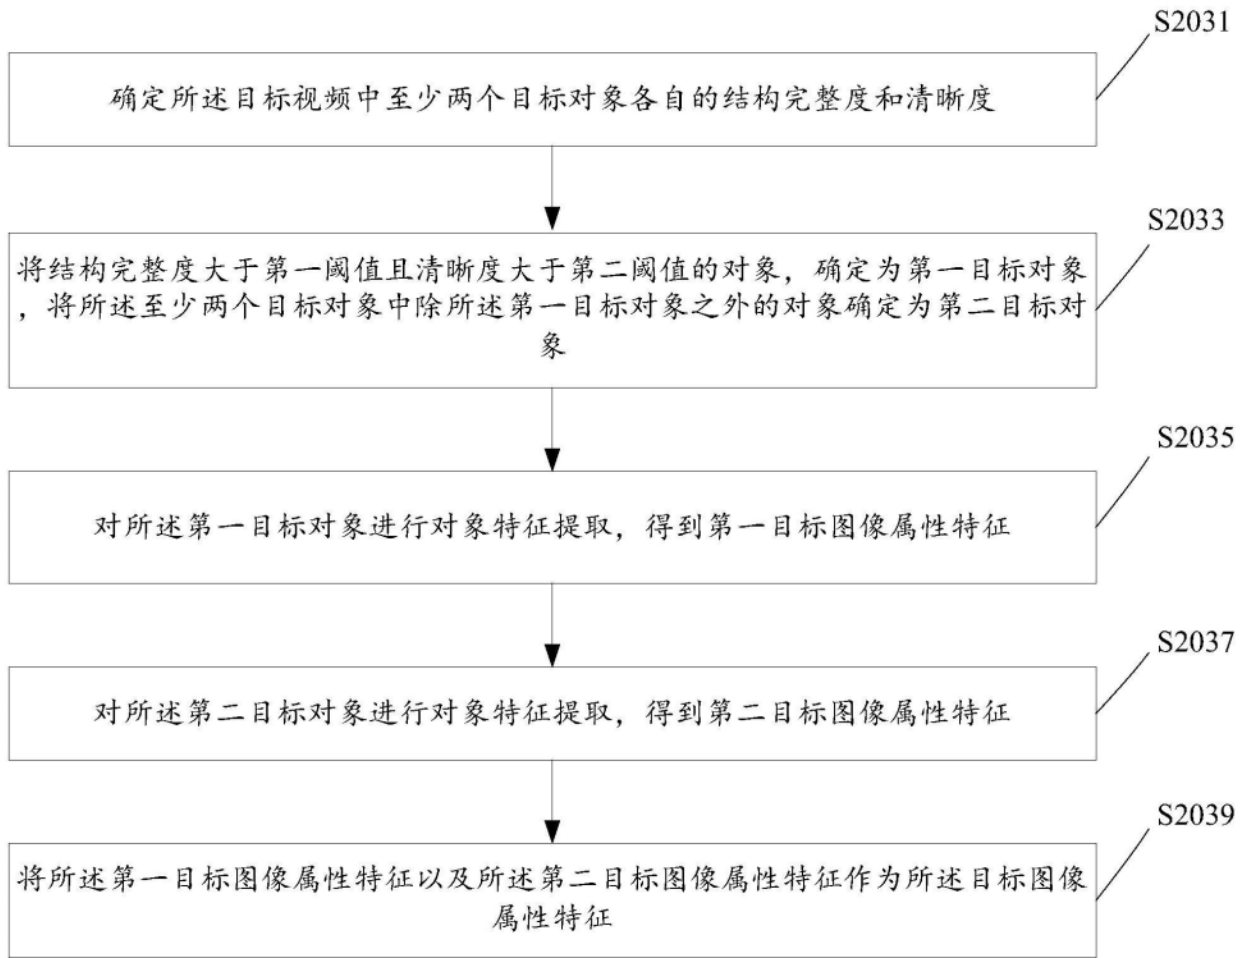 S2031
确定所述目标视频中至少两个目标对象各自的结构完整度和清晰度
S2033
将结构完整度大于第一阈值且清晰度大于第二阈值的对象，确定为第一目标对象
，将所述至少两个目标对象中除所述第一目标对象之外的对象确定为第二目标对
象
S2035
对所述第一目标对象进行对象特征提取，得到第一目标图像属性特征
S2037
对所述第二目标对象进行对象特征提取，得到第二目标图像属性特征
S2039
将所述第一目标图像属性特征以及所述第二目标图像属性特征作为所述目标图像
属性特征